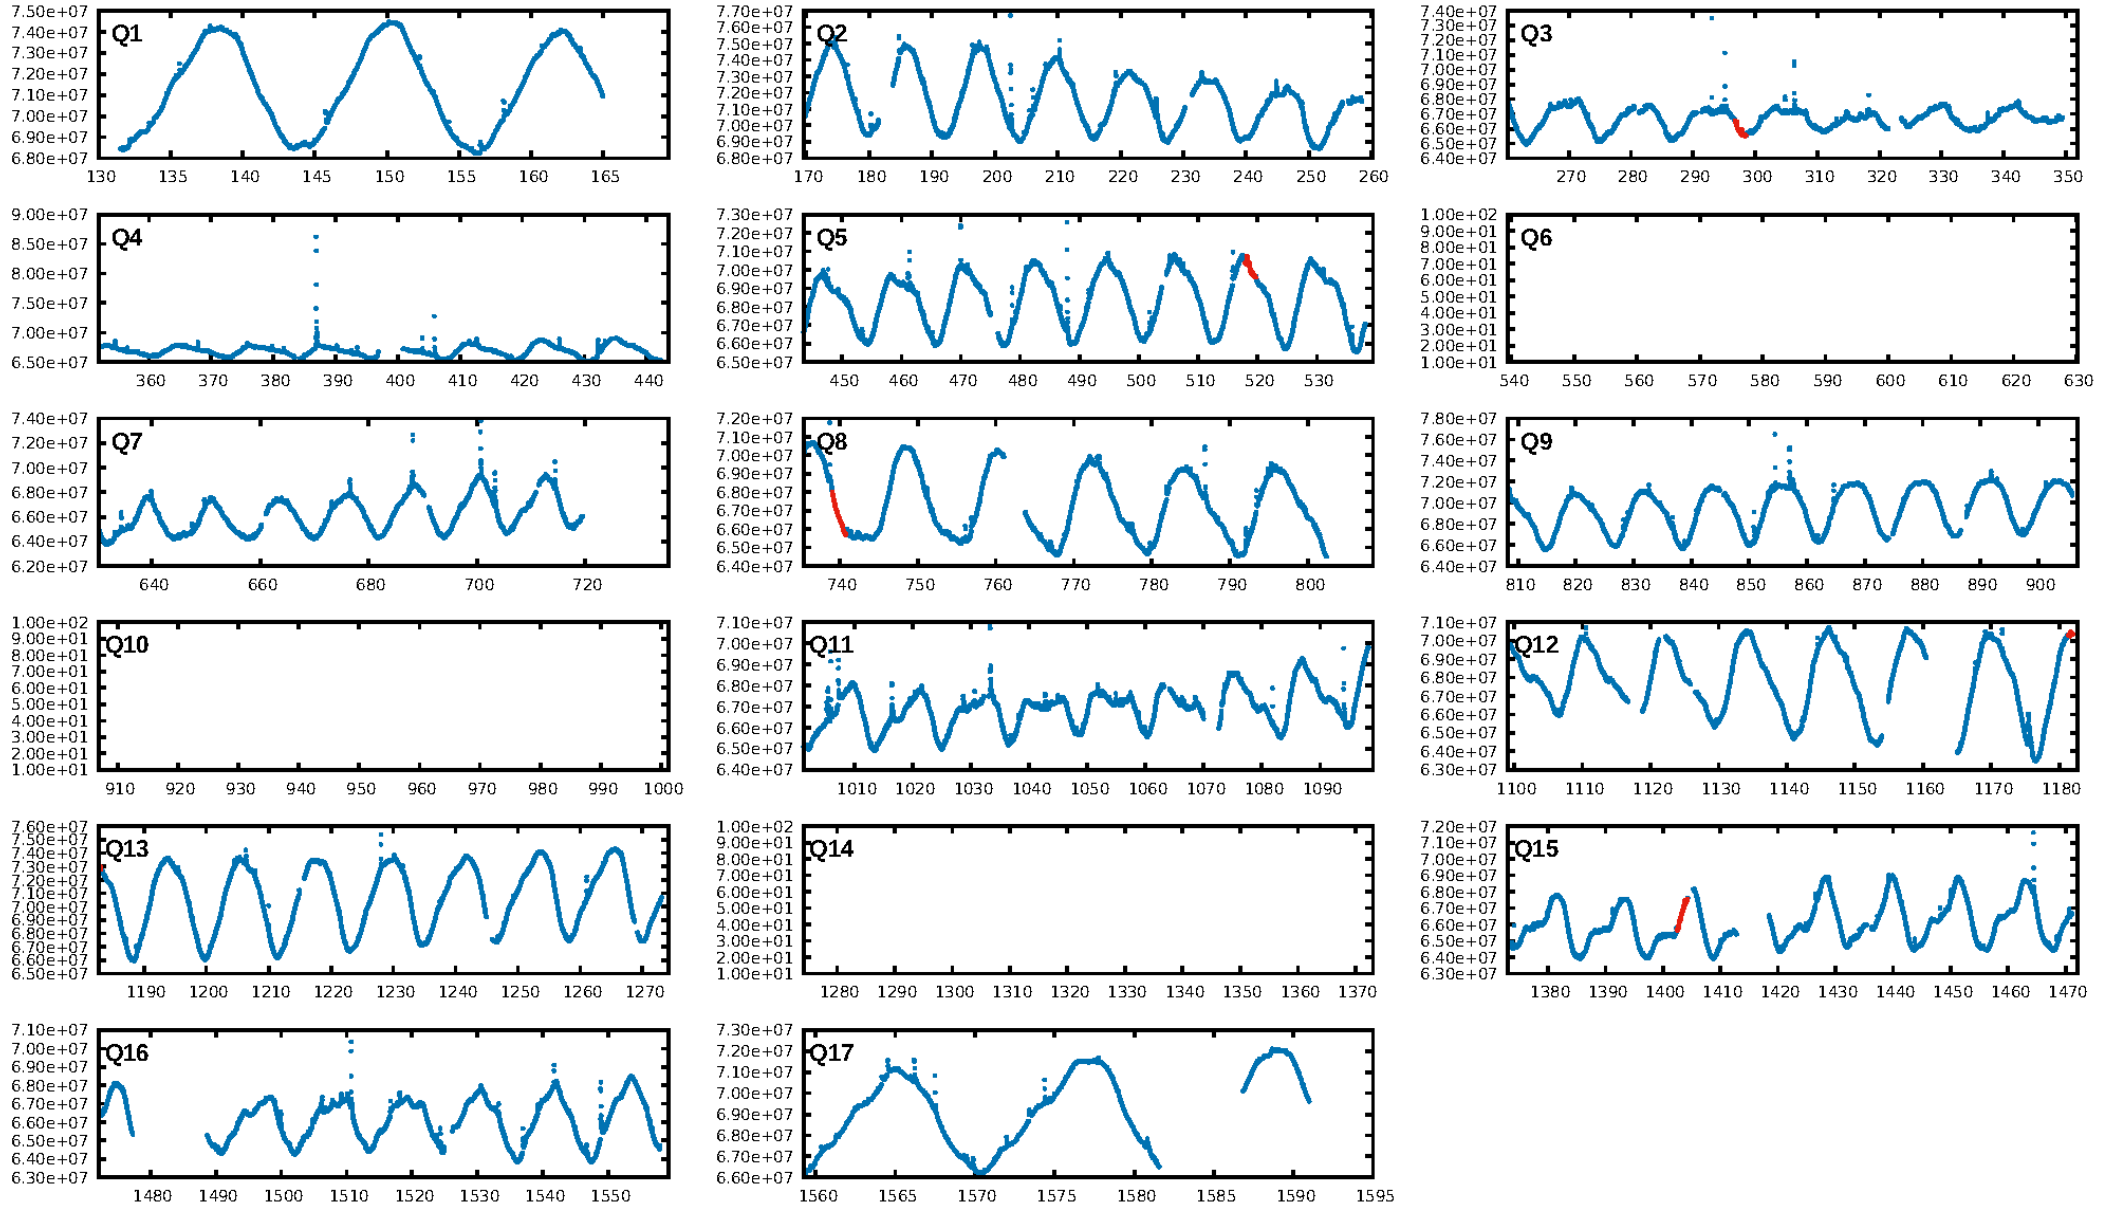 7.50e+07
7.40e+07
7.30e+07
7.20e+07
7.10e+07
7.00e+07
6.90e+07
6.80e+07
Q1
130 135 140 145 150 155 160 165
7.70e+07
7.60e+07
7.50e+07
7.40e+07
7.30e+07
7.20e+07
7.10e+07
7.00e+07
6.90e+07
6.80e+07
Q2
170 180 190 200 210 220 230 240 250 260
7.40e+07
7.30e+07
7.20e+07
7.10e+07
7.00e+07
6.90e+07
6.80e+07
6.70e+07
6.60e+07
6.50e+07
6.40e+07
Q3
270 280 290 300 310 320 330 340 350
9.00e+07
8.50e+07
8.00e+07
7.50e+07
7.00e+07
6.50e+07
Q4
360 370 380 390 400 410 420 430 440
7.30e+07
7.20e+07
7.10e+07
7.00e+07
6.90e+07
6.80e+07
6.70e+07
6.60e+07
6.50e+07
Q5
450 460 470 480 490 500 510 520 530
1.00e+02
9.00e+01
8.00e+01
7.00e+01
6.00e+01
5.00e+01
4.00e+01
3.00e+01
2.00e+01
1.00e+01
Q6
540 550 560 570 580 590 600 610 620 630
7.40e+07
7.20e+07
7.00e+07
6.80e+07
6.60e+07
6.40e+07
6.20e+07
Q7
640 660 680 700 720
7.20e+07
7.10e+07
7.00e+07
6.90e+07
6.80e+07
6.70e+07
6.60e+07
6.50e+07
6.40e+07
Q8
740 750 760 770 780 790 800
7.80e+07
7.60e+07
7.40e+07
7.20e+07
7.00e+07
6.80e+07
6.60e+07
6.40e+07
Q9
810 820 830 840 850 860 870 880 890 900
1.00e+02
9.00e+01
8.00e+01
7.00e+01
6.00e+01
5.00e+01
4.00e+01
3.00e+01
2.00e+01
1.00e+01
Q10
910 920 930 940 950 960 970 980 990 1000
7.10e+07
7.00e+07
6.90e+07
6.80e+07
6.70e+07
6.60e+07
6.50e+07
6.40e+07
Q11
1010 1020 1030 1040 1050 1060 1070 1080 1090
7.10e+07
7.00e+07
6.90e+07
6.80e+07
6.70e+07
6.60e+07
6.50e+07
6.40e+07
6.30e+07
Q12
1100 1110 1120 1130 1140 1150 1160 1170 1180
7.60e+07
7.50e+07
7.40e+07
7.30e+07
7.20e+07
7.10e+07
7.00e+07
6.90e+07
6.80e+07
6.70e+07
6.60e+07
6.50e+07
Q13
1190 1200 1210 1220 1230 1240 1250 1260 1270
1.00e+02
9.00e+01
8.00e+01
7.00e+01
6.00e+01
5.00e+01
4.00e+01
3.00e+01
2.00e+01
1.00e+01
Q14
1280 1290 1300 1310 1320 1330 1340 1350 1360 1370
7.20e+07
7.10e+07
7.00e+07
6.90e+07
6.80e+07
6.70e+07
6.60e+07
6.50e+07
6.40e+07
6.30e+07
Q15
1380 1390 1400 1410 1420 1430 1440 1450 1460 1470
7.10e+07
7.00e+07
6.90e+07
6.80e+07
6.70e+07
6.60e+07
6.50e+07
6.40e+07
6.30e+07
Q16
1480 1490 1500 1510 1520 1530 1540 1550
7.30e+07
7.20e+07
7.10e+07
7.00e+07
6.90e+07
6.80e+07
6.70e+07
6.60e+07
Q17
1560 1565 1570 1575 1580 1585 1590 1595